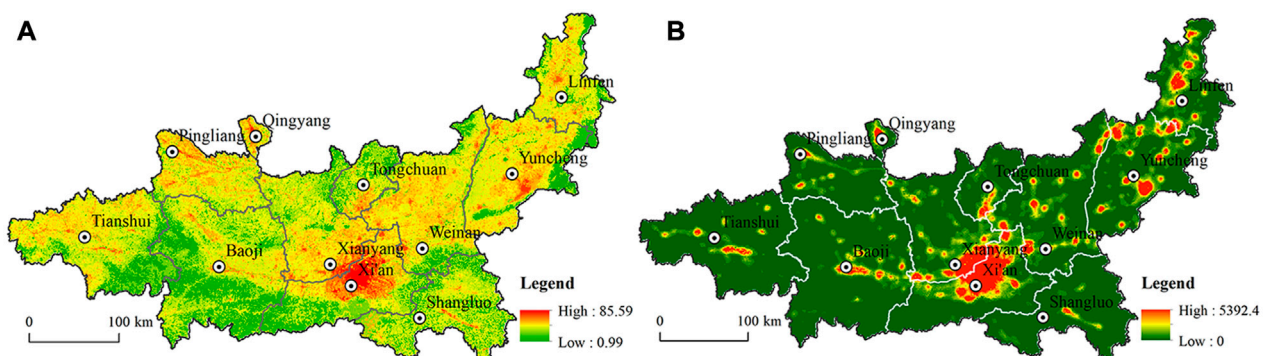 A
Linfen
Qingyang
Pingliang
Yuncheng
Tongchuan
Tianshui
Weinan
Baoji
Xianyang
Xi'an
Shangluo
Legend
High : 85.59
Low : 0.99
0 100 km
B
Linfen
Qingyang
Pingliang
Yuncheng
Tongchuan
Tianshui
Weinan
Baoji
Xianyang
Xi'an
Shangluo
Legend
High : 5392.4
Low : 0
0 100 km